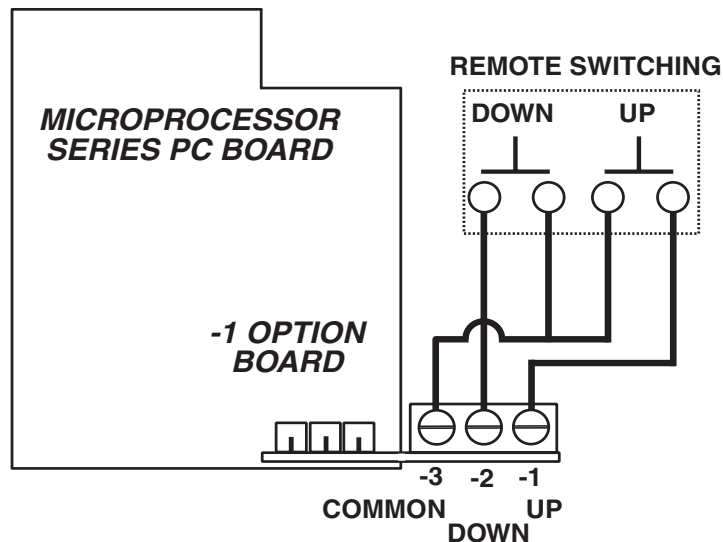 REMOTE SWITCHING
DOWN UP
MICROPROCESSOR
SERIES PC BOARD
-1 OPTION
BOARD
-3 -2 -1
COMMON UP
DOWN